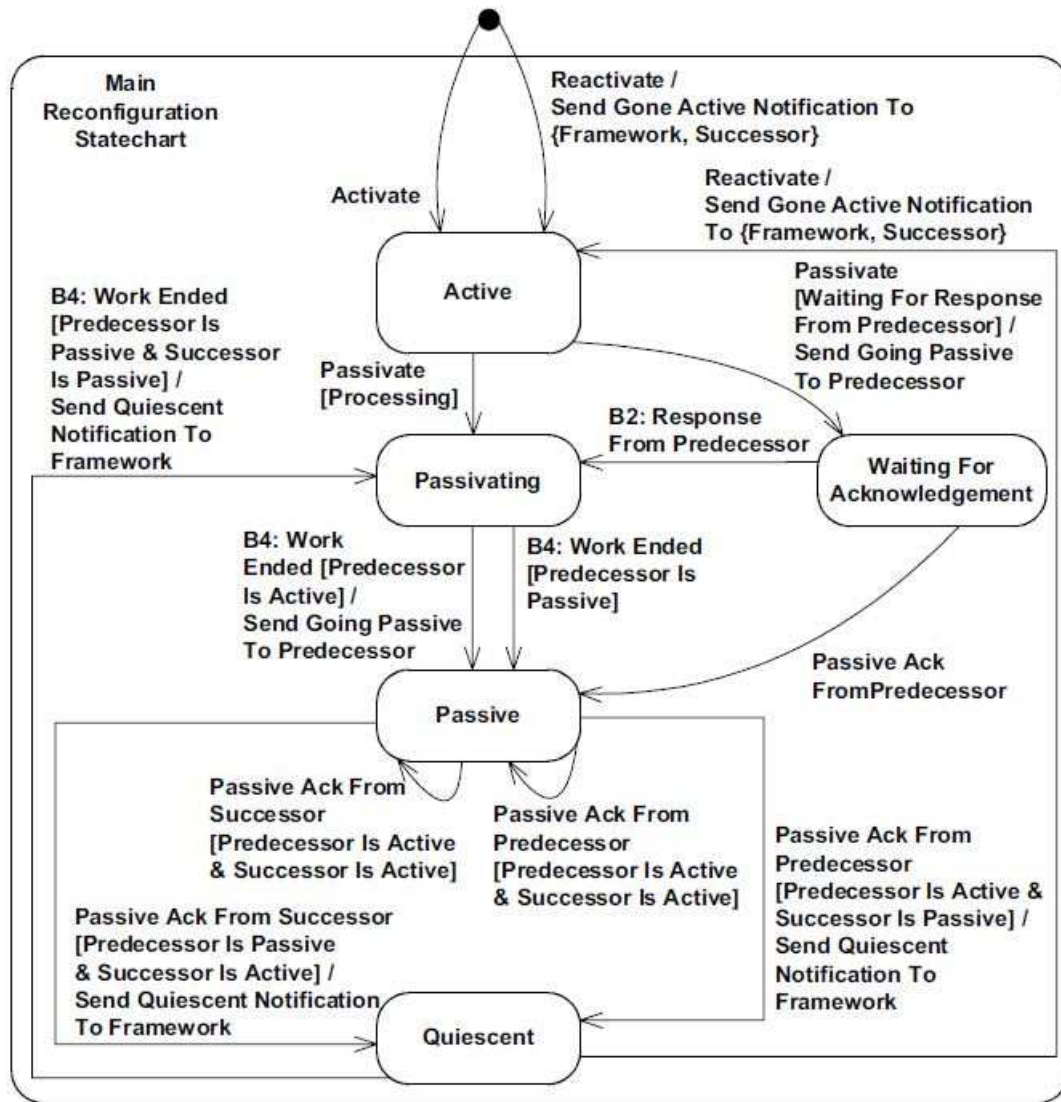 Main
Reconfiguration
Statechart
Reactivate /
Send Gone Active Notification To
{Framework, Successor}
Activate
Reactivate /
Send Gone Active Notification
To {Framework, Successor}
Active
B4: Work Ended
[Predecessor Is
Passive & Successor
Is Passive] /
Send Quiescent
Notification To
Framework
Passivate
[Processing]
Passivate
[Waiting For Response
From Predecessor] /
Send Going Passive
To Predecessor
B2: Response
From Predecessor
Passivating
Waiting For
Acknowledgement
B4: Work
Ended [Predecessor
Is Active] /
Send Going Passive
To Predecessor
B4: Work Ended
[Predecessor Is
Passive]
Passive Ack
FromPredecessor
Passive
Passive Ack From
Successor
[Predecessor Is Active
& Successor Is Active]
Passive Ack From
Predecessor
[Predecessor Is Active
& Successor Is Active]
Passive Ack From
Predecessor
[Predecessor Is Active &
Successor Is Passive] /
Send Quiescent
Notification To
Framework
Passive Ack From Successor
[Predecessor Is Passive
& Successor Is Active] /
Send Quiescent Notification
To Framework
Quiescent